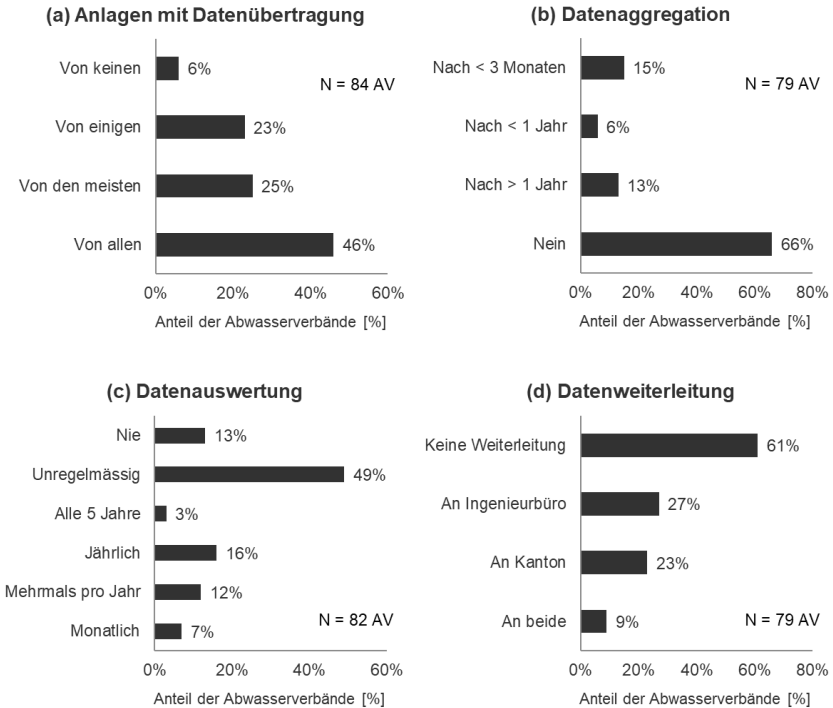 (a) Anlagen mit Datenübertragung
Von keinen 6%
N = 84 AV
Von einigen 23%
Von den meisten 25%
Von allen 46%
0% 20% 40% 60%
Anteil der Abwasserverbände [%]
(b) Datenaggregation
Nach < 3 Monaten 15%
N = 79 AV
Nach < 1 Jahr 6%
Nach > 1 Jahr 13%
Nein 66%
0% 20% 40% 60% 80%
Anteil der Abwasserverbände [%]
(c) Datenauswertung
Nie 13%
Unregelmässig 49%
Alle 5 Jahre 3%
Jährlich 16%
Mehrmals pro Jahr 12%
N = 82 AV
Monatlich 7%
0% 20% 40% 60%
Anteil der Abwasserverbände [%]
(d) Datenweiterleitung
Keine Weiterleitung 61%
An Ingenieurbüro 27%
An Kanton 23%
An beide 9%
N = 79 AV
0% 20% 40% 60% 80%
Anteil der Abwasserverbände [%]